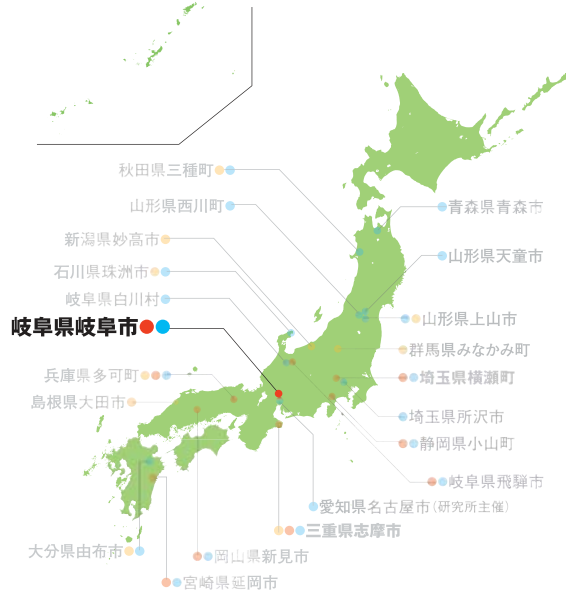 秋田県三種町
山形県西川町
青森県青森市
新潟県妙高市
山形県天童市
石川県珠洲市
岐阜県白川村
山形県上山市
岐阜県岐阜市
群馬県みなかみ町
兵庫県多可町
埼玉県横瀬町
島根県大田市
埼玉県所沢市
静岡県小山町
岐阜県飛騨市
愛知県名古屋市(研究所主催)
三重県志摩市
大分県由布市
岡山県新見市
宮崎県延岡市